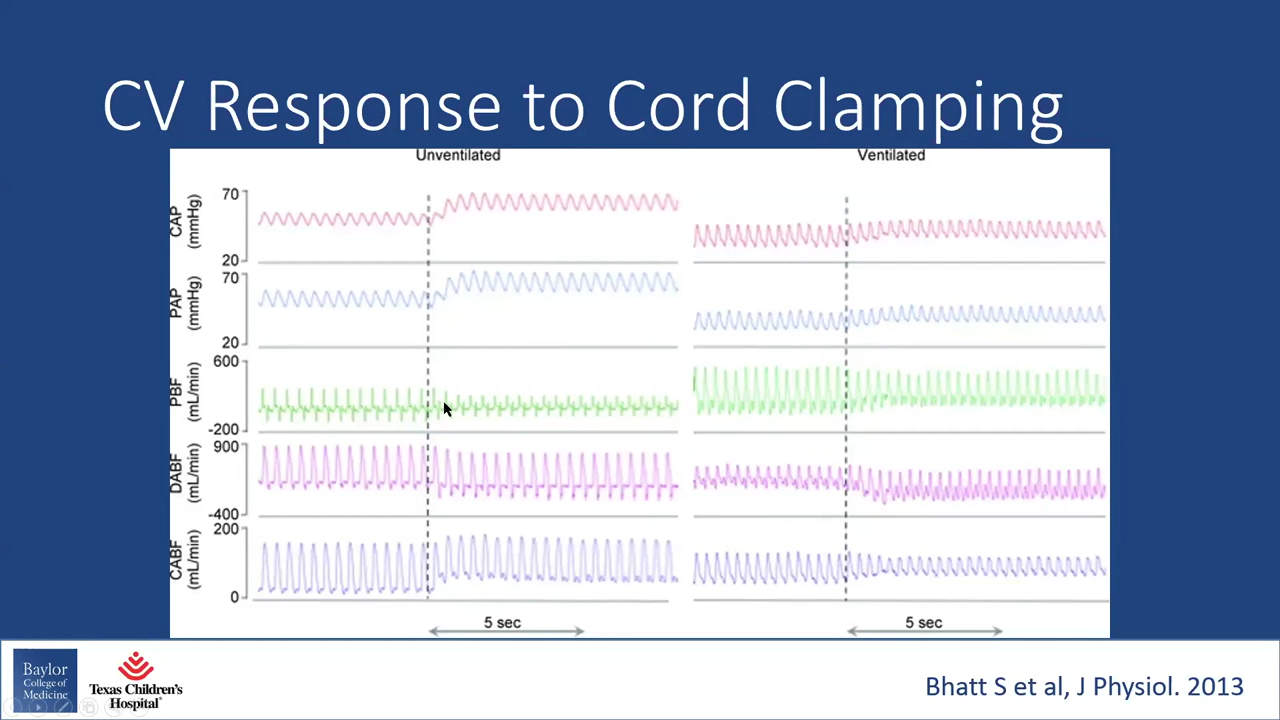 CV Response to Cord Clamping
Unventilated
Ventilated
CAP
(mmHg)
70
20
PAP
(mmHg)
70
20
PBF
(mL/min)
600
-200
DABF
(mL/min)
900
-400
CABF
(mL/min)
200
0
5 sec
5 sec
Baylor
College of
Medicine
Texas Children's
Hospital
Bhatt S et al, J Physiol. 2013